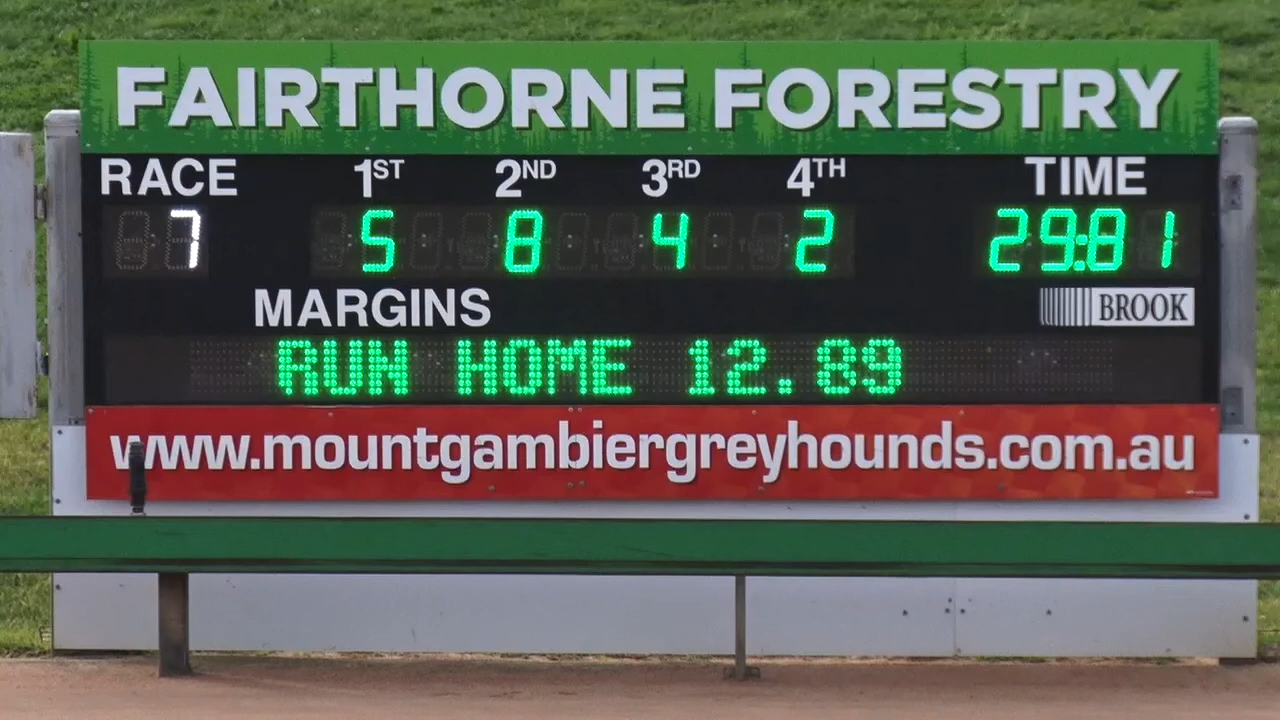 FAIRTHORNE FORESTRY
RACE 1ST 2ND 3RD 4TH TIME
7 5 8 4 2 29:81
MARGINS BROOK
RUN HOME 12.89
www.mountgambiergreyhounds.com.au